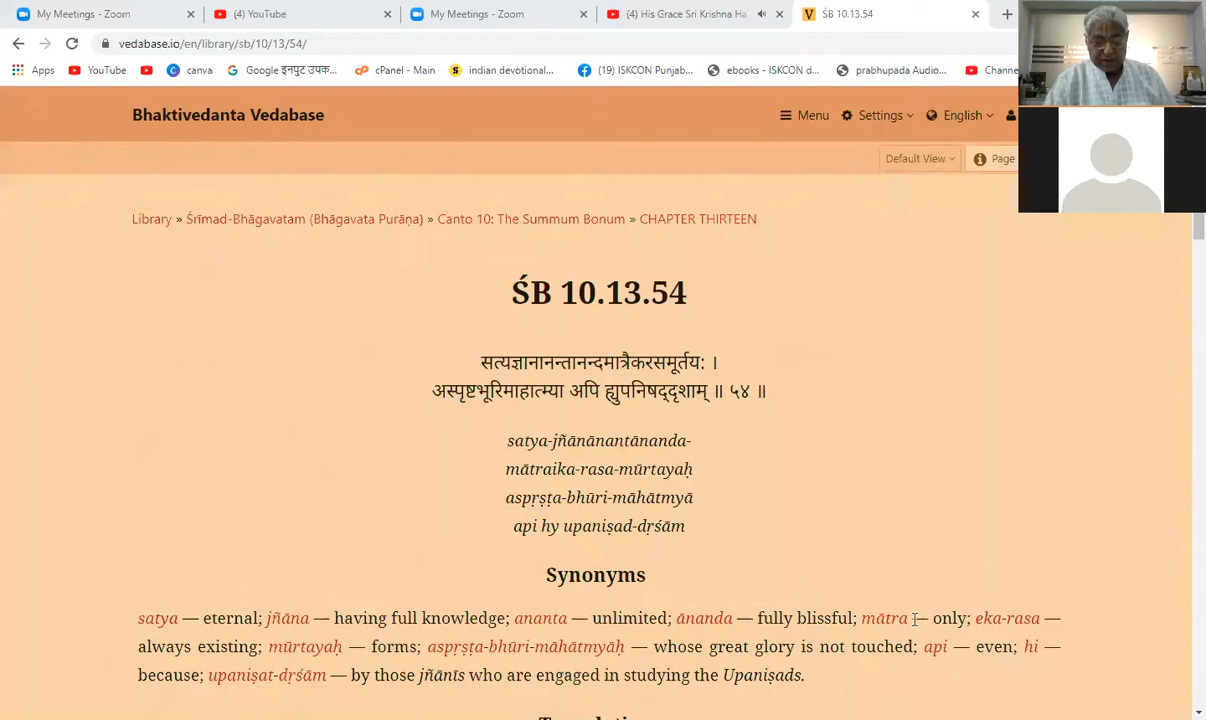 My Meetings - Zoom
(4) YouTube
My Meetings - Zoom
(4) His Grace Sri Krishna Ha
ŚB 10.13.54
vedabase.io/en/library/sb/10/13/54/
Apps
YouTube
canva
Google इनपुट उपक...
cPanel - Main
indian devotional...
(19) ISKCON Punjab...
ebooks - ISKCON d...
prabhupada Audio...
Channe
Bhaktivedanta Vedabase
Menu
Settings
English
Default View
Page
Library » Śrīmad-Bhāgavatam (Bhāgavata Purāṇa) » Canto 10: The Summum Bonum » CHAPTER THIRTEEN
ŚB 10.13.54
सत्यज्ञानानन्तानन्दमात्रैकरसमूर्तय: ।
अस्पृष्टभूरिमाहात्म्या अपि ह्युपनिषद्‍दृशाम् ॥ ५४ ॥
satya-jñānānantānanda-
mātraika-rasa-mūrtayaḥ
aspṛṣṭa-bhūri-māhātmyā
api hy upaniṣad-dṛśām
Synonyms
satya — eternal; jñāna — having full knowledge; ananta — unlimited; ānanda — fully blissful; mātra — only; eka-rasa —
always existing; mūrtayaḥ — forms; aspṛṣṭa-bhūri-māhātmyāḥ — whose great glory is not touched; api — even; hi —
because; upaniṣat-dṛśām — by those jñānīs who are engaged in studying the Upaniṣads.